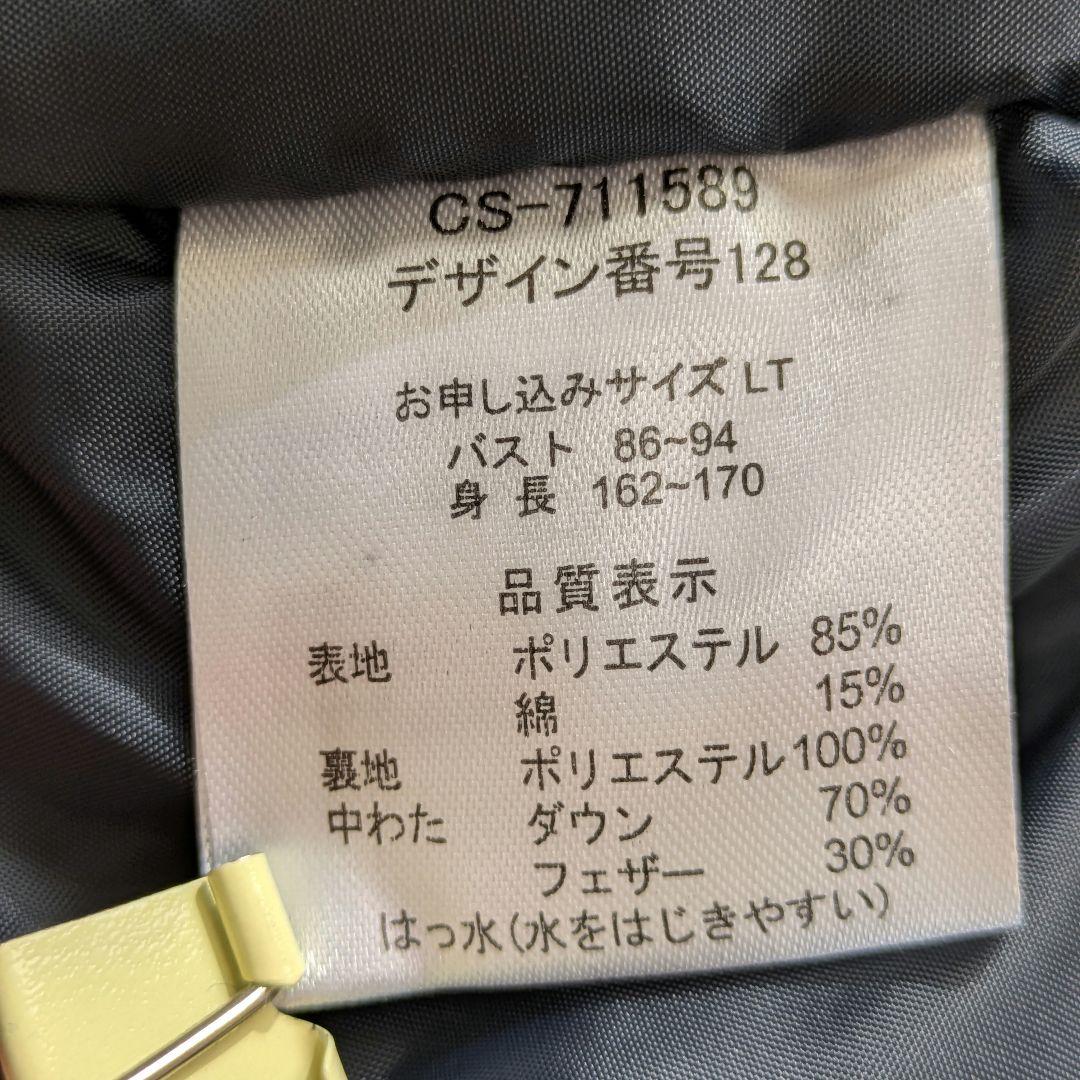 CS-711589
デザイン番号128
お申し込みサイズ LT
バスト 86~94
身 長 162~170
品質表示
表地 ポリエステル 85%
綿 15%
裏地 ポリエステル 100%
中わた ダウン 70%
フェザー 30%
はっ水(水をはじきやすい)